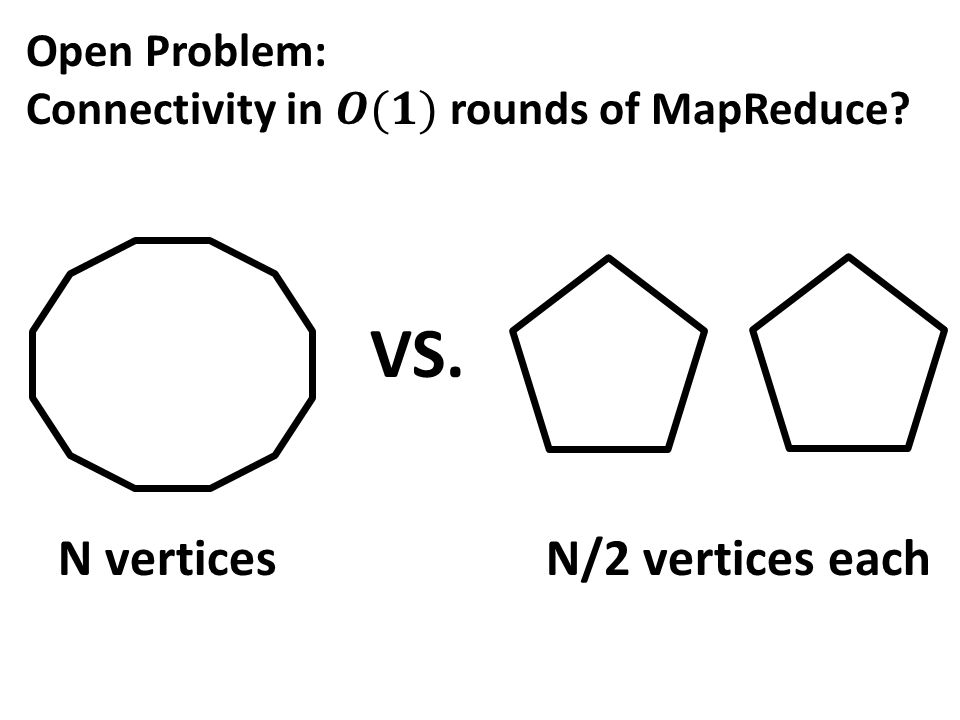 Open Problem:
Connectivity in O(1) rounds of MapReduce?
VS.
N vertices
N/2 vertices each